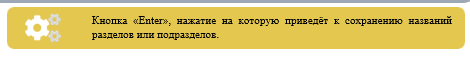 Кнопка «Enter», нажатие на которую приведёт к сохранению названий
разделов или подразделов.